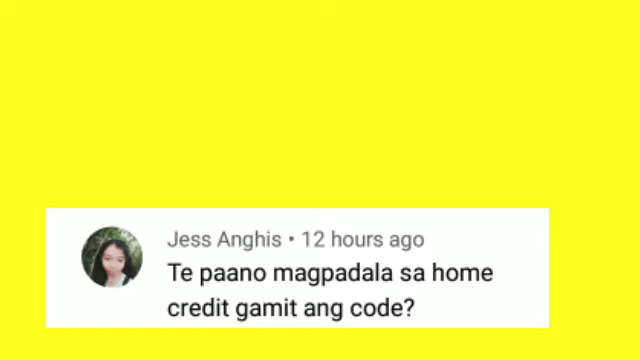 Jess Anghis • 12 hours ago
Te paano magpadala sa home
credit gamit ang code?